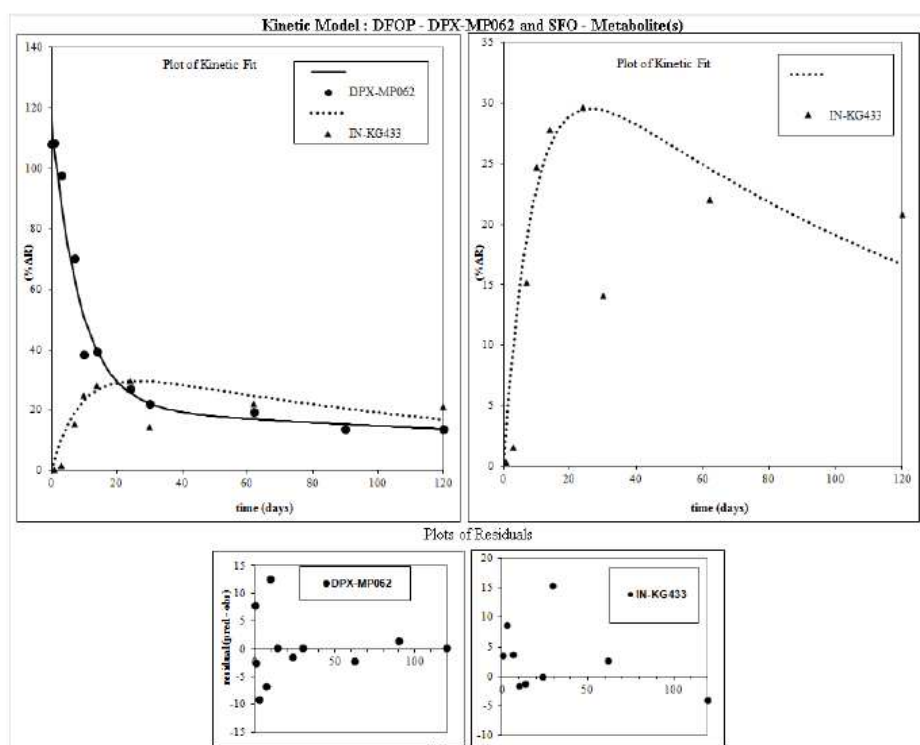 Kinetic Model : DFOP - DPX-MP062 and SFO - Metabolite(s)
Plot of Kinetic Fit
DPX-MP062
IN-KG433
140
120
100
80
60
40
20
0
(%AR)
0 20 40 60 80 100 120
time (days)
Plot of Kinetic Fit
IN-KG433
35
30
25
20
15
10
5
0
(%AR)
0 20 40 60 80 100 120
time (days)
Plots of Residuals
DPX-MP062
15
10
5
0
-5
-10
-15
residual (pred - obs)
50 100
IN-KG433
20
15
10
5
0
-5
-10
0 50 100